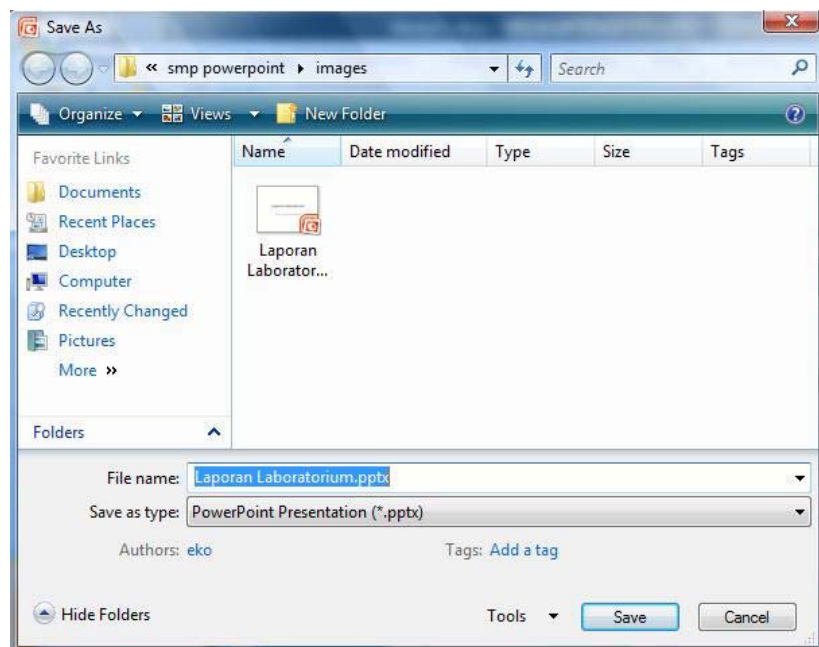 Save As
« smp powerpoint ▸ images
Search
Organize Views New Folder
Favorite Links
Documents
Recent Places
Desktop
Computer
Recently Changed
Pictures
More »
Folders
Name Date modified Type Size Tags
Laporan
Laborator...
File name: Laporan Laboratorium.pptx
Save as type: PowerPoint Presentation (*.pptx)
Authors: eko Tags: Add a tag
Hide Folders Tools Save Cancel